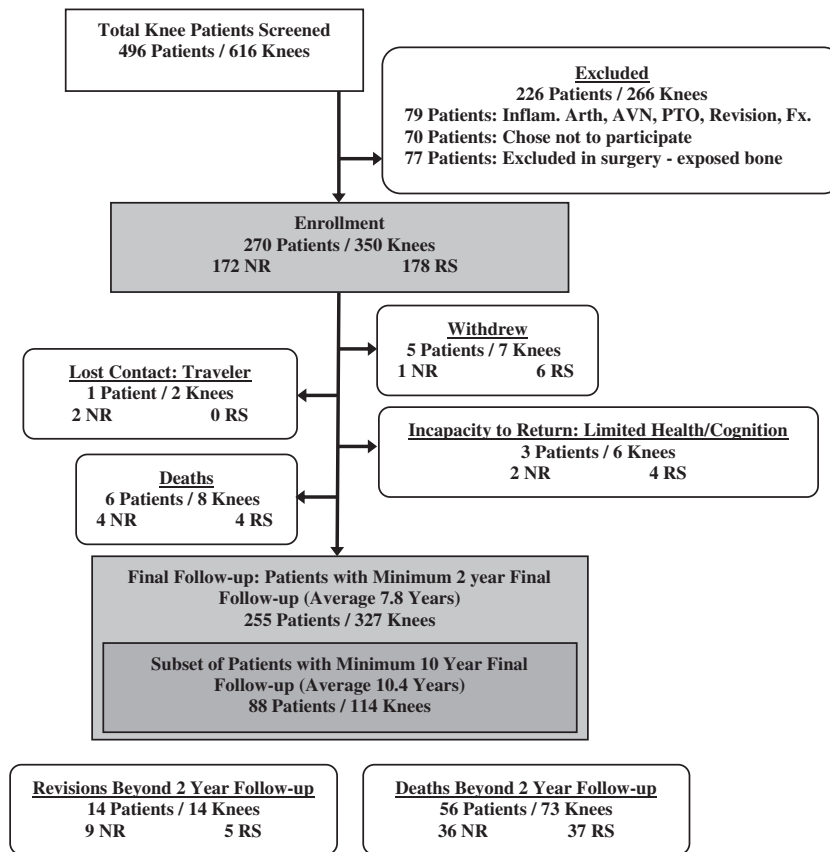 Total Knee Patients Screened
496 Patients / 616 Knees
Excluded
226 Patients / 266 Knees
79 Patients: Inflam. Arth, AVN, PTO, Revision, Fx.
70 Patients: Chose not to participate
77 Patients: Excluded in surgery - exposed bone
Enrollment
270 Patients / 350 Knees
172 NR 178 RS
Withdrew
5 Patients / 7 Knees
1 NR 6 RS
Lost Contact: Traveler
1 Patient / 2 Knees
2 NR 0 RS
Incapacity to Return: Limited Health/Cognition
3 Patients / 6 Knees
2 NR 4 RS
Deaths
6 Patients / 8 Knees
4 NR 4 RS
Final Follow-up: Patients with Minimum 2 year Final
Follow-up (Average 7.8 Years)
255 Patients / 327 Knees
Subset of Patients with Minimum 10 Year Final
Follow-up (Average 10.4 Years)
88 Patients / 114 Knees
Revisions Beyond 2 Year Follow-up
14 Patients / 14 Knees
9 NR 5 RS
Deaths Beyond 2 Year Follow-up
56 Patients / 73 Knees
36 NR 37 RS